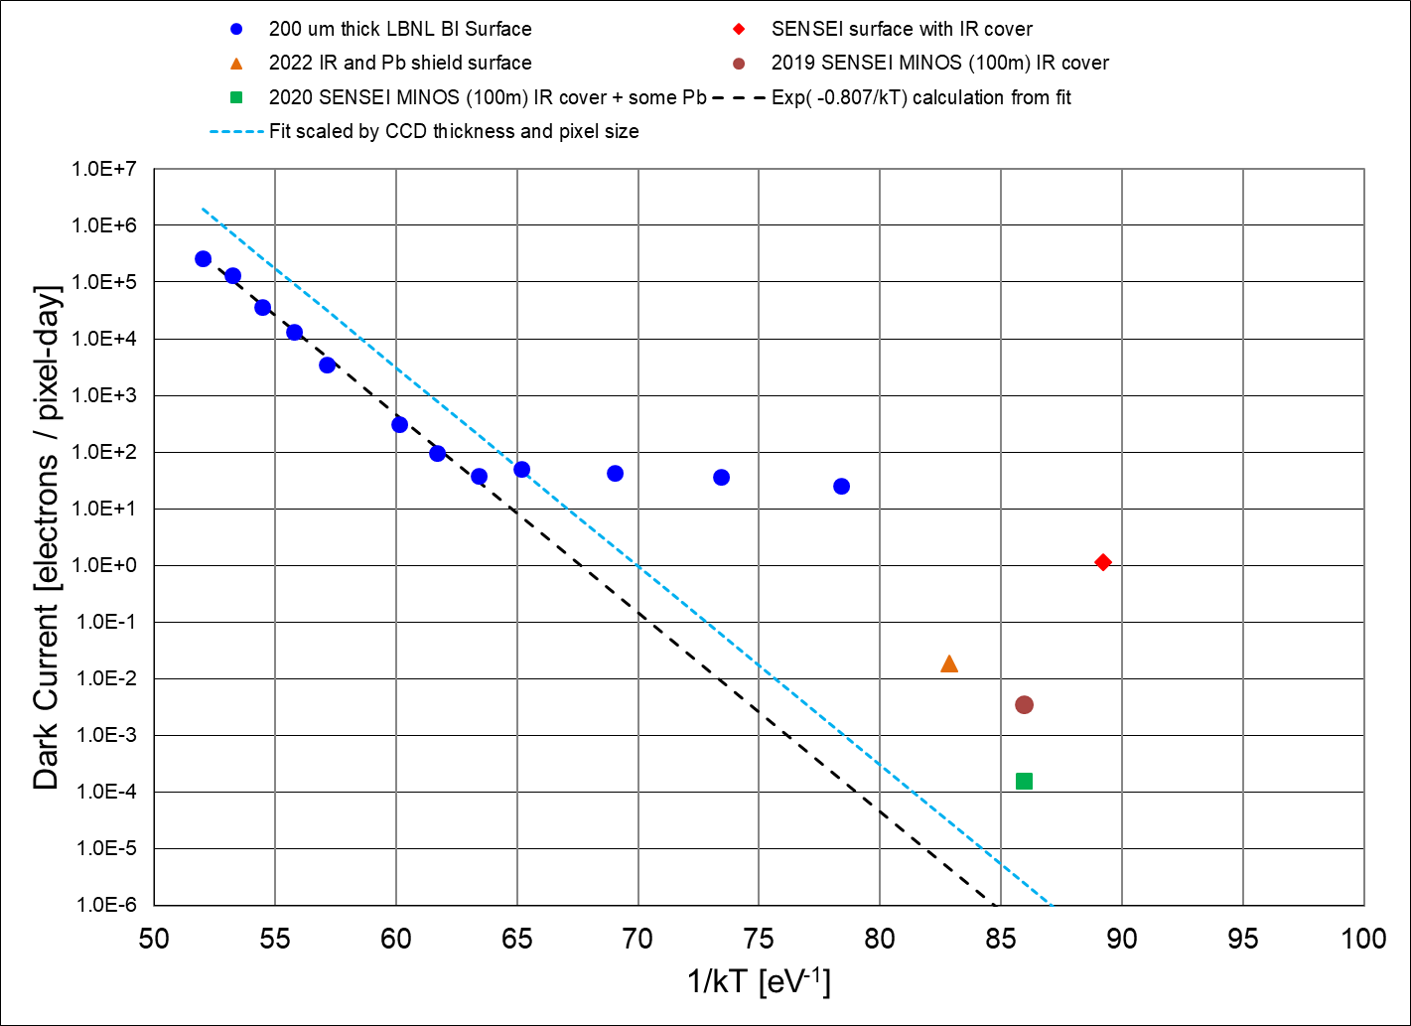 200 um thick LBNL BI Surface
SENSEI surface with IR cover
2022 IR and Pb shield surface
2019 SENSEI MINOS (100m) IR cover
2020 SENSEI MINOS (100m) IR cover + some Pb
Exp( -0.807/kT) calculation from fit
Fit scaled by CCD thickness and pixel size
1.0E+7
1.0E+6
1.0E+5
1.0E+4
1.0E+3
1.0E+2
1.0E+1
1.0E+0
1.0E-1
1.0E-2
1.0E-3
1.0E-4
1.0E-5
1.0E-6
Dark Current [electrons / pixel-day]
50 55 60 65 70 75 80 85 90 95 100
1/kT [eV⁻¹]